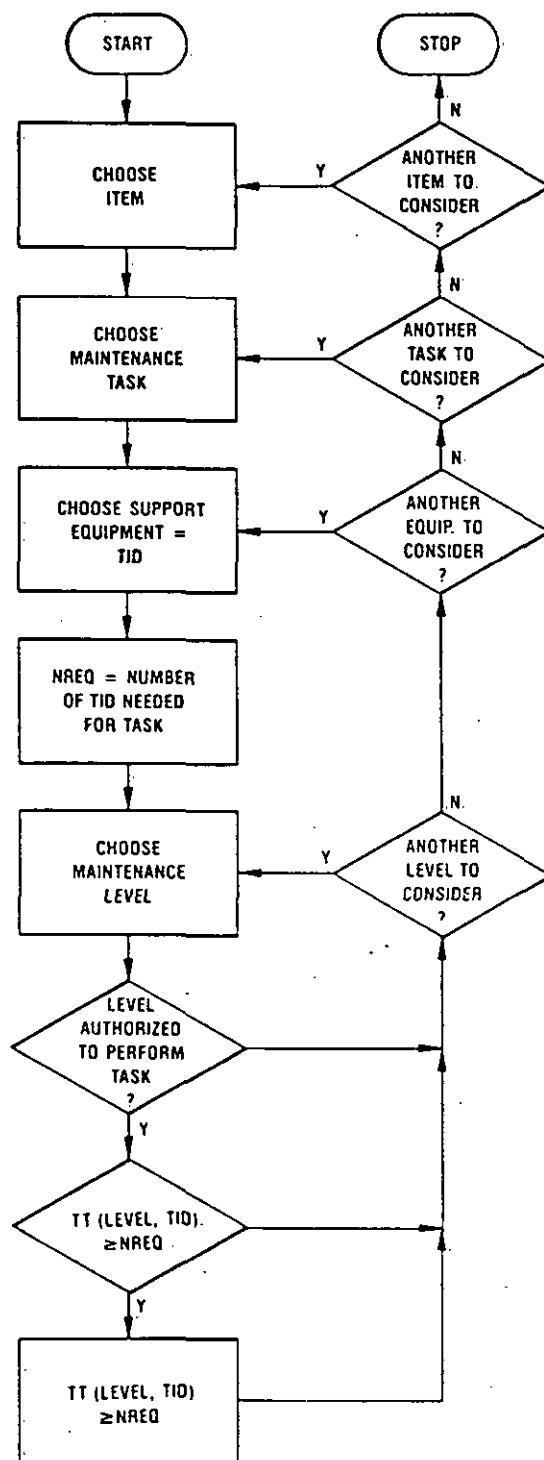 START
STOP
N
CHOOSE
ITEM
Y
ANOTHER
ITEM TO
CONSIDER
?
N
CHOOSE
MAINTENANCE
TASK
Y
ANOTHER
TASK TO
CONSIDER
?
N
CHOOSE SUPPORT
EQUIPMENT =
TID
Y
ANOTHER
EQUIP. TO
CONSIDER
?
NREQ = NUMBER
OF TID NEEDED
FOR TASK
N
CHOOSE
MAINTENANCE
LEVEL
Y
ANOTHER
LEVEL TO
CONSIDER
?
LEVEL
AUTHORIZED
TO PERFORM
TASK
?
Y
TT (LEVEL, TID).
≥NREQ
Y
TT (LEVEL, TID)
≥NREQ